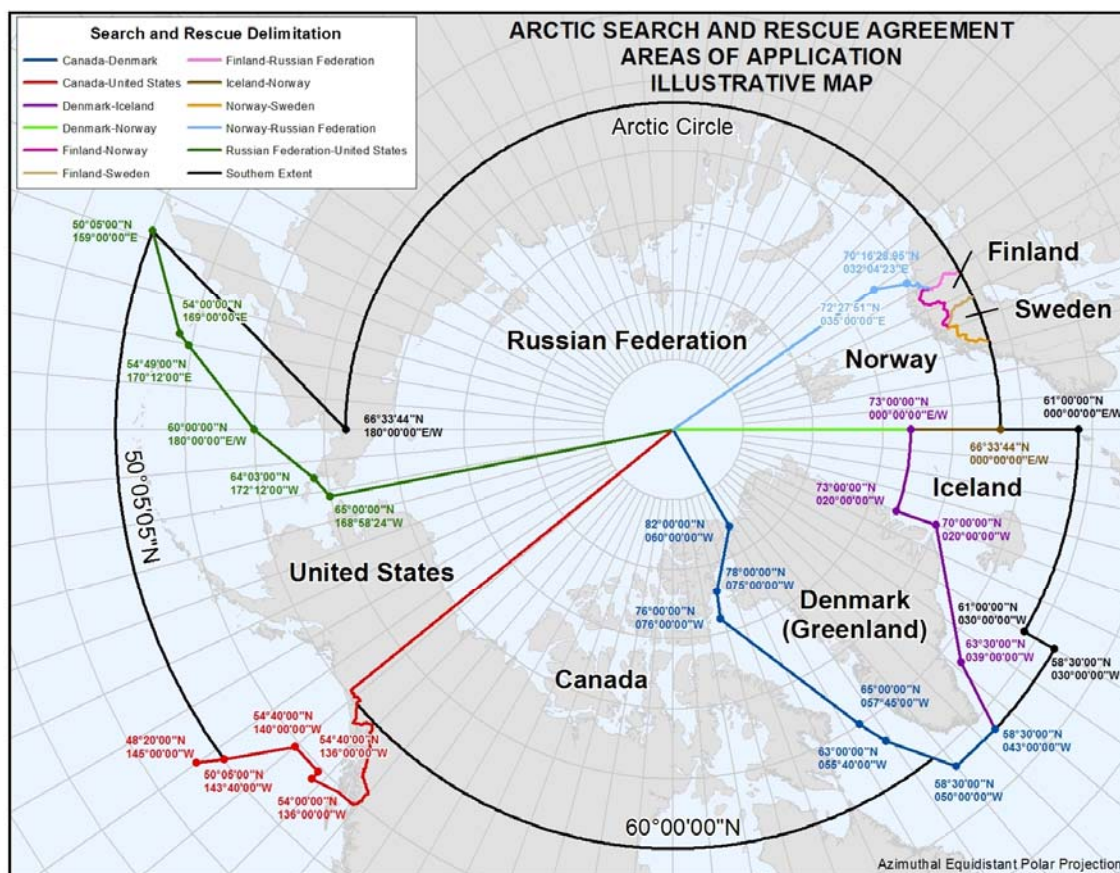 ARCTIC SEARCH AND RESCUE AGREEMENT
AREAS OF APPLICATION
ILLUSTRATIVE MAP
Search and Rescue Delimitation
Canada-Denmark
Canada-United States
Denmark-Iceland
Denmark-Norway
Finland-Norway
Finland-Sweden
Finland-Russian Federation
Iceland-Norway
Norway-Sweden
Norway-Russian Federation
Russian Federation-United States
Southern Extent
Arctic Circle
50°05'00"N
159°00'00"E
54°00'00"N
169°00'00"E
54°49'00"N
170°12'00"E
60°00'00"N
180°00'00"E/W
64°03'00"N
172°12'00"W
65°00'00"N
168°58'24"W
66°33'44"N
180°00'00"E/W
50°05'05"N
70°16'28.95"N
032°04'23"E
72°27'51"N
035°00'00"E
Finland
Sweden
Norway
Russian Federation
73°00'00"N
000°00'00"E/W
61°00'00"N
000°00'00"E/W
66°33'44"N
000°00'00"E/W
Iceland
73°00'00"N
020°00'00"W
70°00'00"N
020°00'00"W
82°00'00"N
060°00'00"W
78°00'00"N
075°00'00"W
76°00'00"N
076°00'00"W
United States
Denmark
(Greenland)
61°00'00"N
030°00'00"W
63°30'00"N
039°00'00"W
58°30'00"N
030°00'00"W
Canada
65°00'00"N
057°45'00"W
63°00'00"N
055°40'00"W
58°30'00"N
043°00'00"W
58°30'00"N
050°00'00"W
54°40'00"N
140°00'00"W
54°40'00"N
136°00'00"W
48°20'00"N
145°00'00"W
50°05'00"N
143°40'00"W
54°00'00"N
136°00'00"W
60°00'00"N
Azimuthal Equidistant Polar Projection